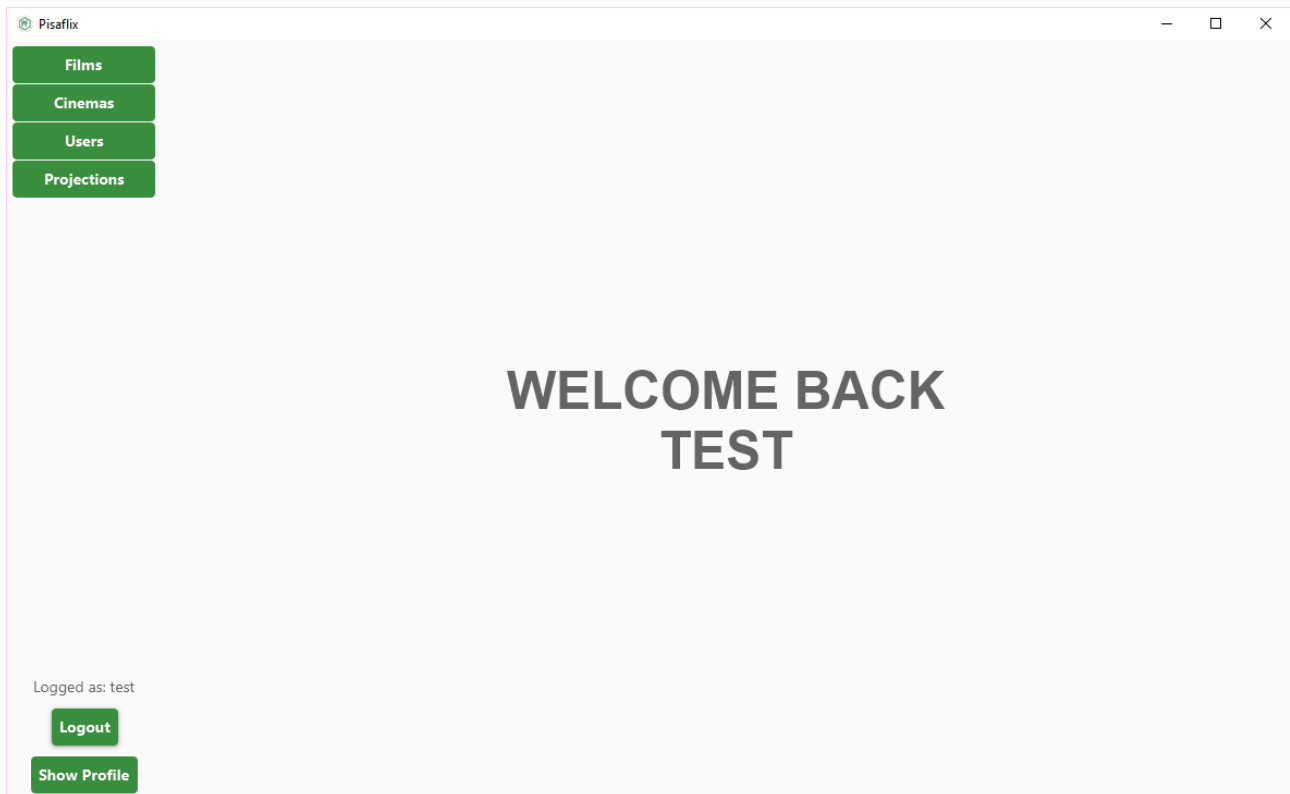 Pisaflix
Films
Cinemas
Users
Projections
WELCOME BACK
TEST
Logged as: test
Logout
Show Profile